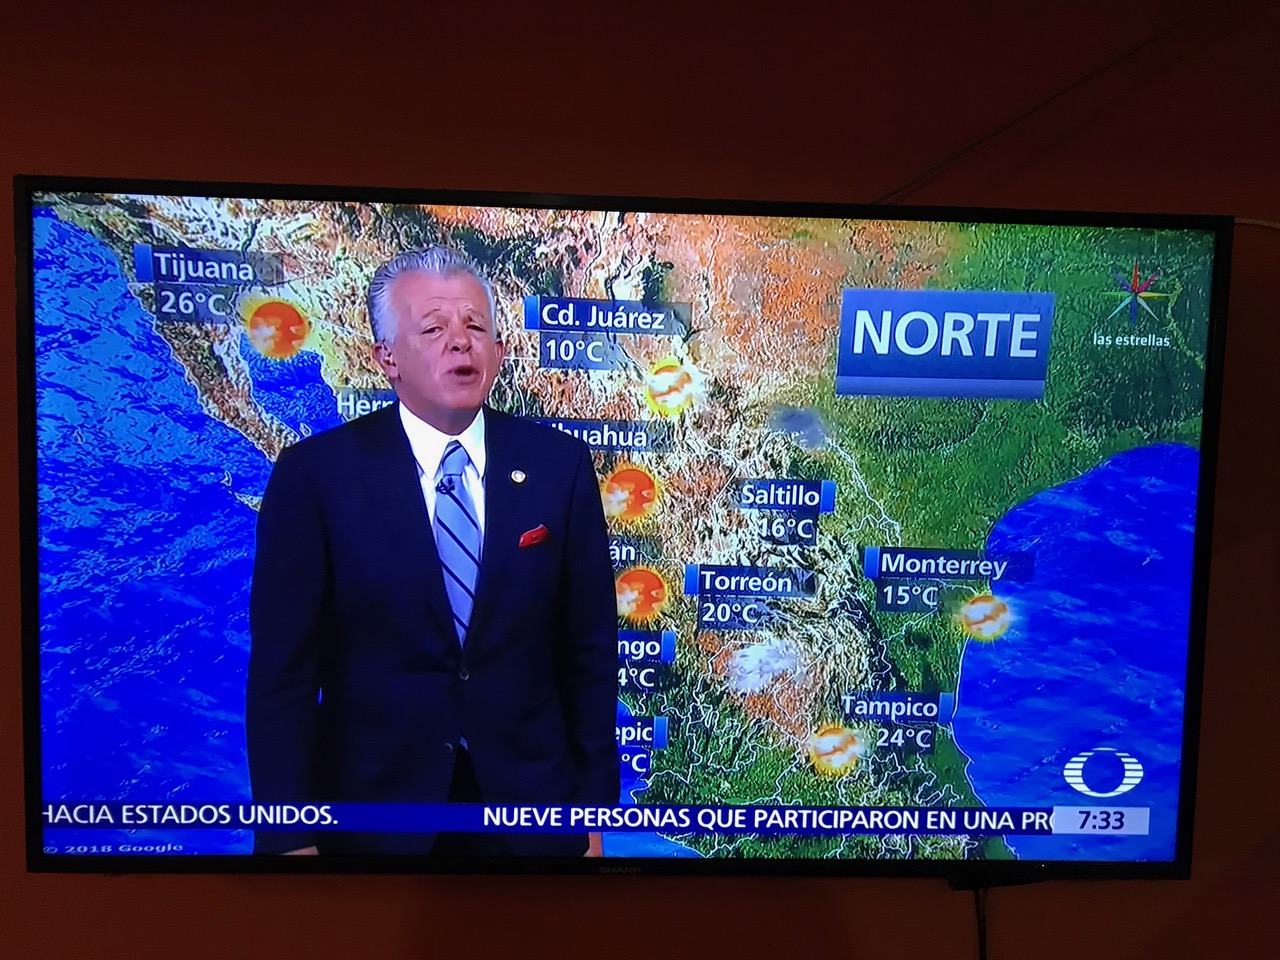 Tijuana
26°C
Cd. Juárez
10°C
NORTE
las estrellas
Saltillo
16°C
Monterrey
15°C
Torreón
20°C
Tampico
24°C
HACIA ESTADOS UNIDOS. NUEVE PERSONAS QUE PARTICIPARON EN UNA
7:33
© 2018 Google
SHARP